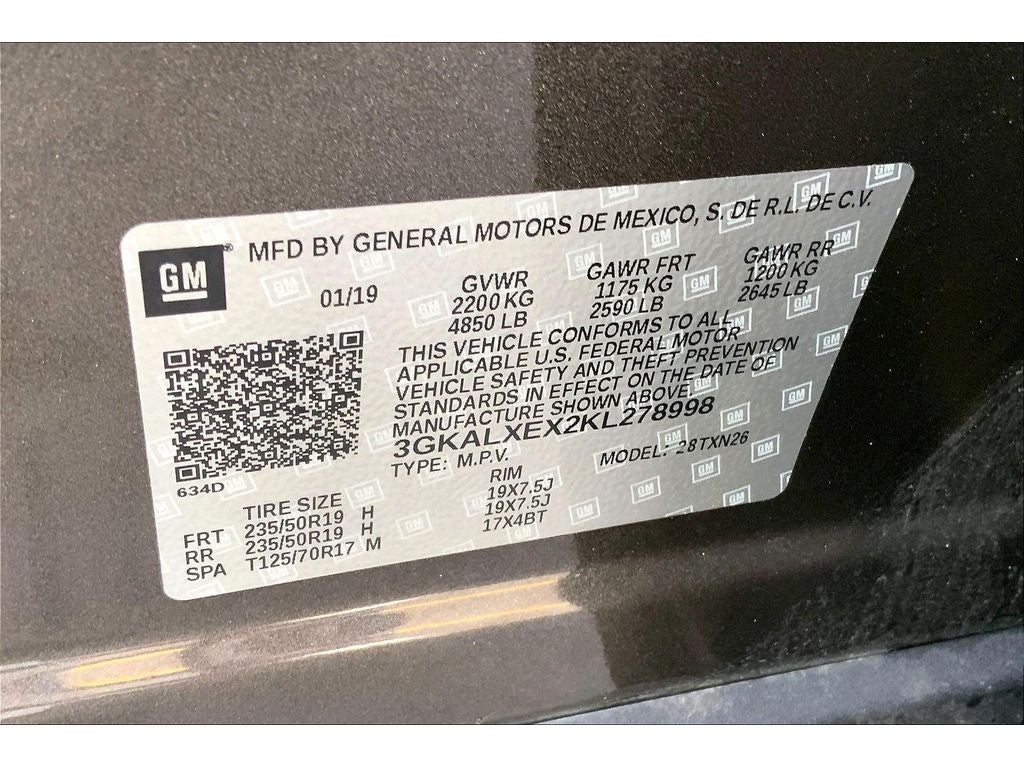 GM
MFD BY GENERAL MOTORS DE MEXICO, S. DE R.L. DE C.V.
01/19
GVWR GAWR FRT GAWR RR
2200 KG 1175 KG 1200 KG
4850 LB 2590 LB 2645 LB
THIS VEHICLE CONFORMS TO ALL
APPLICABLE U.S. FEDERAL MOTOR
VEHICLE SAFETY AND THEFT PREVENTION
STANDARDS IN EFFECT ON THE DATE OF
MANUFACTURE SHOWN ABOVE.
3GKALXEX2KL278998
TYPE: M.P.V. MODEL: 28TXN26
634D
TIRE SIZE RIM
FRT 235/50R19 H 19X7.5J
RR 235/50R19 H 19X7.5J
SPA T125/70R17 M 17X4BT